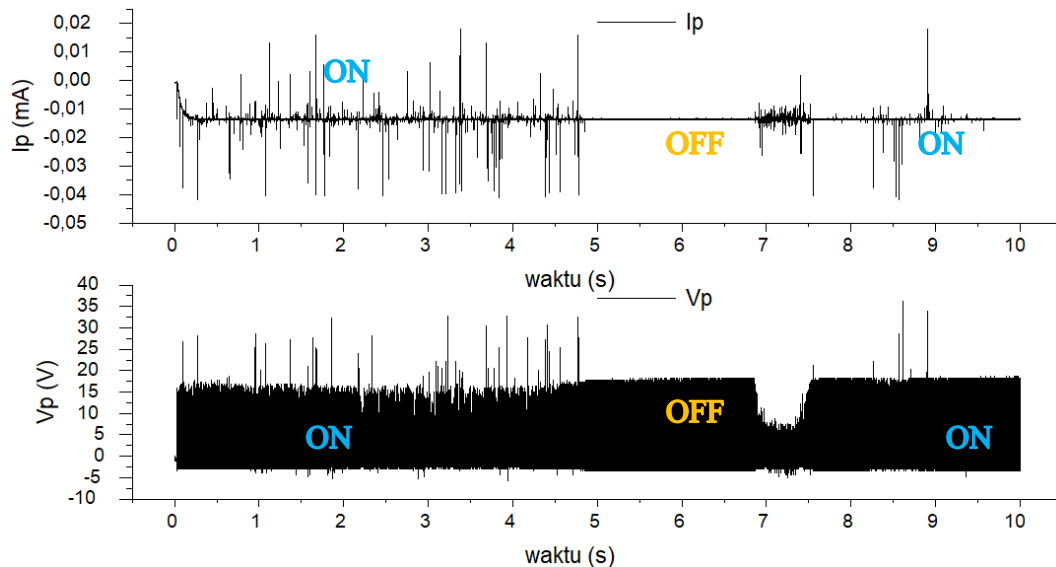 Ip (mA)
0,02
0,01
0,00
-0,01
-0,02
-0,03
-0,04
-0,05
Ip
ON
OFF
ON
0 1 2 3 4 5 6 7 8 9 10
waktu (s)
Vp (V)
40
35
30
25
20
15
10
5
0
-5
-10
Vp
ON
OFF
ON
0 1 2 3 4 5 6 7 8 9 10
waktu (s)